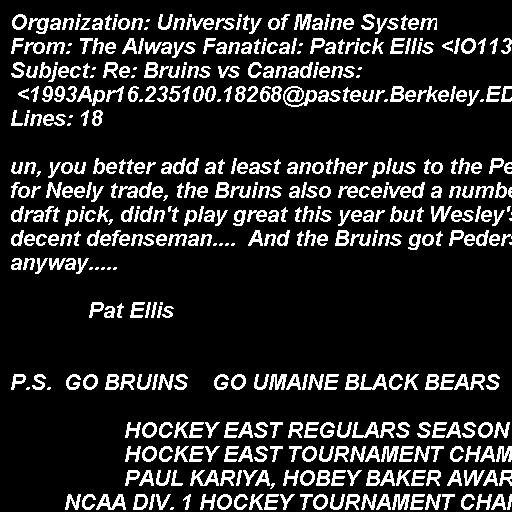 Organization: University of Maine System
From: The Always Fanatical: Patrick Ellis <IO113
Subject: Re: Bruins vs Canadiens:
<1993Apr16.235100.18268@pasteur.Berkeley.ED
Lines: 18
un, you better add at least another plus to the Pe
for Neely trade, the Bruins also received a numbe
draft pick, didn't play great this year but Wesley's
decent defenseman.... And the Bruins got Peders
anyway.....
Pat Ellis
P.S. GO BRUINS GO UMAINE BLACK BEARS
HOCKEY EAST REGULARS SEASON
HOCKEY EAST TOURNAMENT CHAM
PAUL KARIYA, HOBEY BAKER AWAR
NCAA DIV. 1 HOCKEY TOURNAMENT CHA